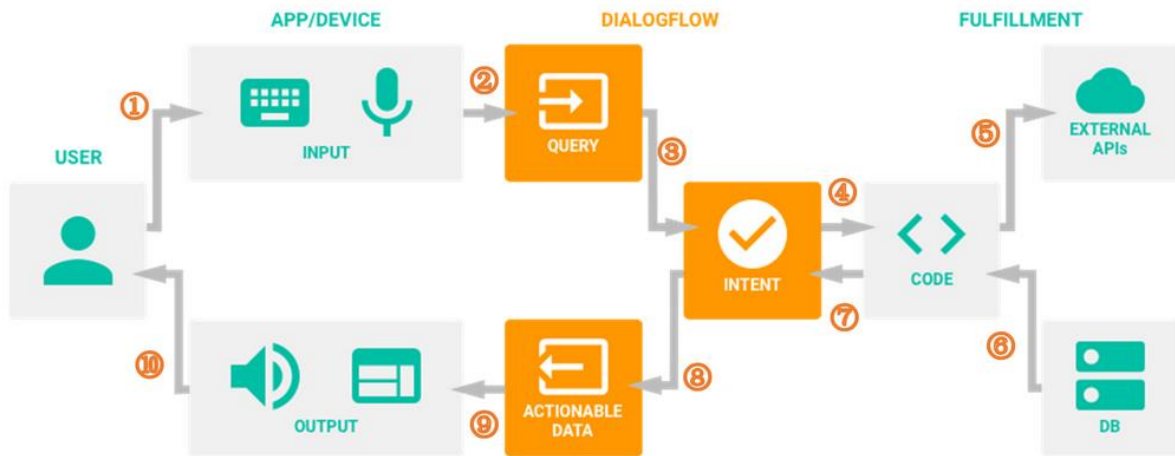 APP/DEVICE
DIALOGFLOW
FULFILLMENT
①
②
INPUT
QUERY
③
④
⑤
EXTERNAL
APIs
USER
INTENT
CODE
⑩
OUTPUT
⑨
ACTIONABLE
DATA
⑧
⑦
⑥
DB